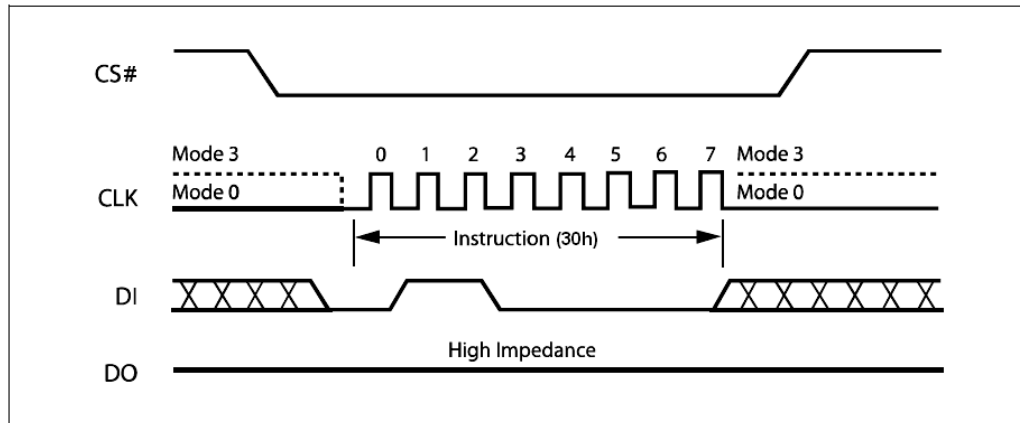 CS#
Mode 3
0 1 2 3 4 5 6 7
Mode 3
CLK
Mode 0
Mode 0
Instruction (30h)
DI
High Impedance
DO